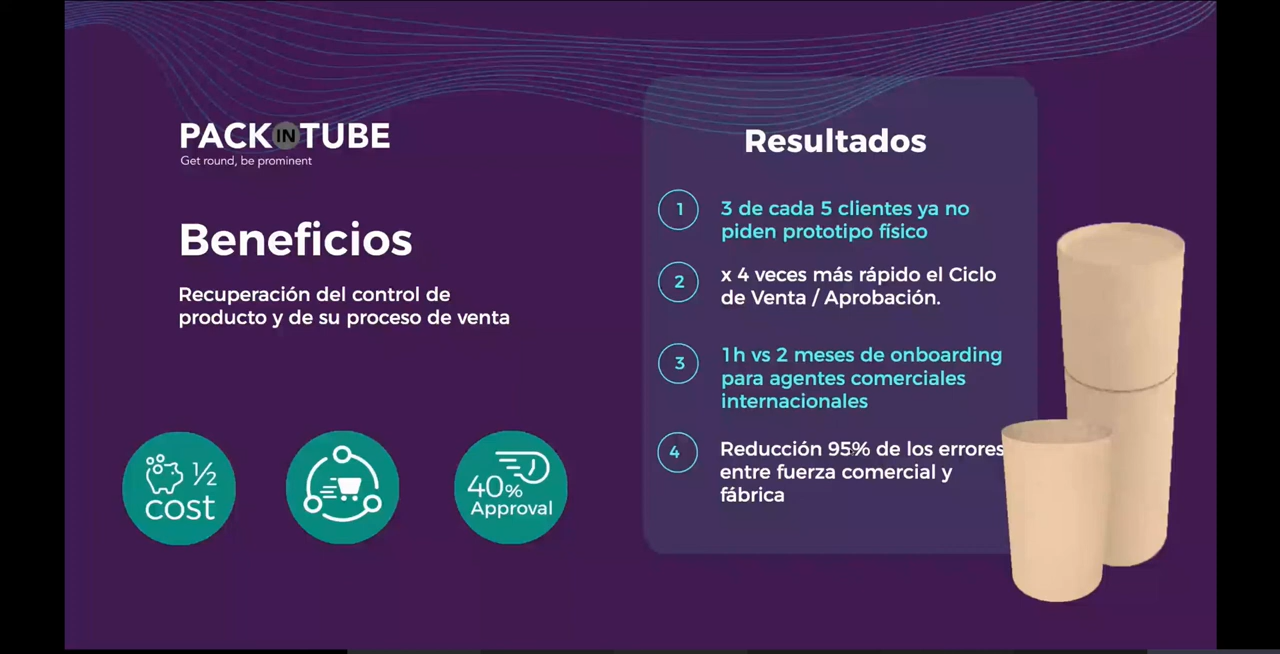 PACK IN TUBE
Get round, be prominent
Beneficios
Recuperación del control de
producto y de su proceso de venta
½
cost
40%
Approval
Resultados
1
3 de cada 5 clientes ya no
piden prototipo físico
2
x 4 veces más rápido el Ciclo
de Venta / Aprobación.
3
1h vs 2 meses de onboarding
para agentes comerciales
internacionales
4
Reducción 95% de los errores
entre fuerza comercial y
fábrica